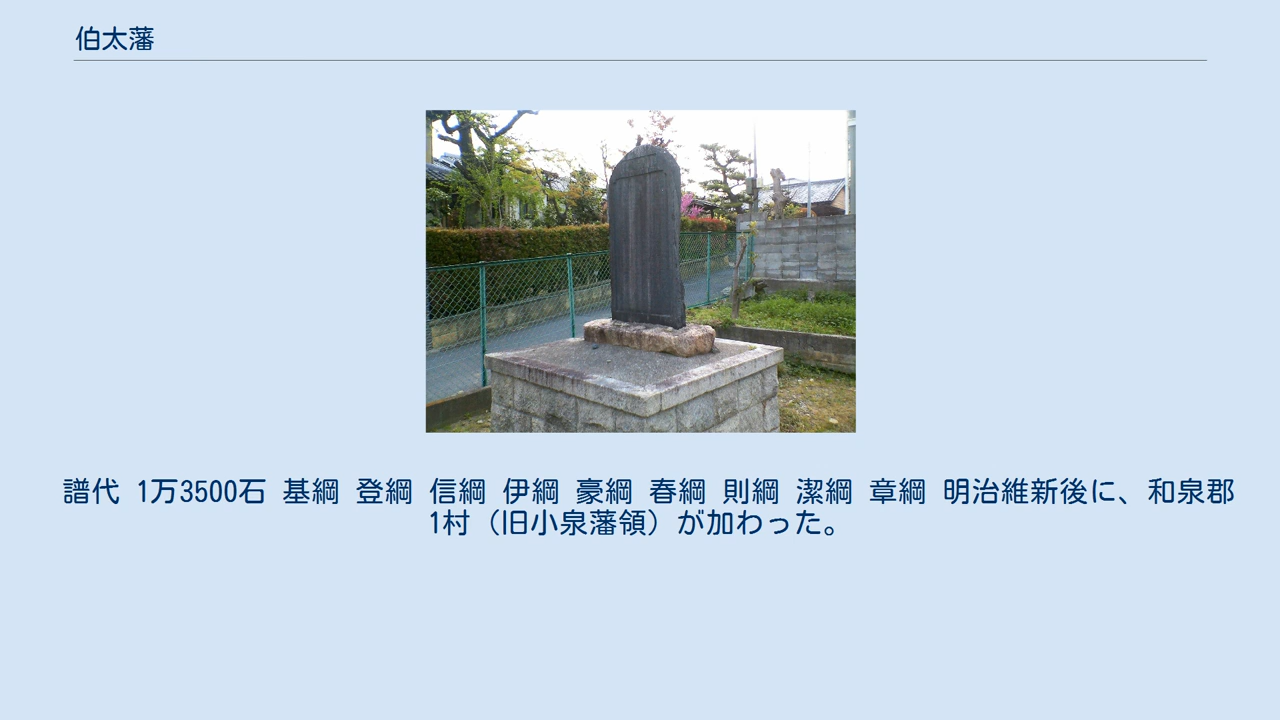 伯太藩
譜代 1万3500石 基綱 登綱 信綱 伊綱 豪綱 春綱 則綱 潔綱 章綱 明治維新後に、和泉郡
1村（旧小泉藩領）が加わった。